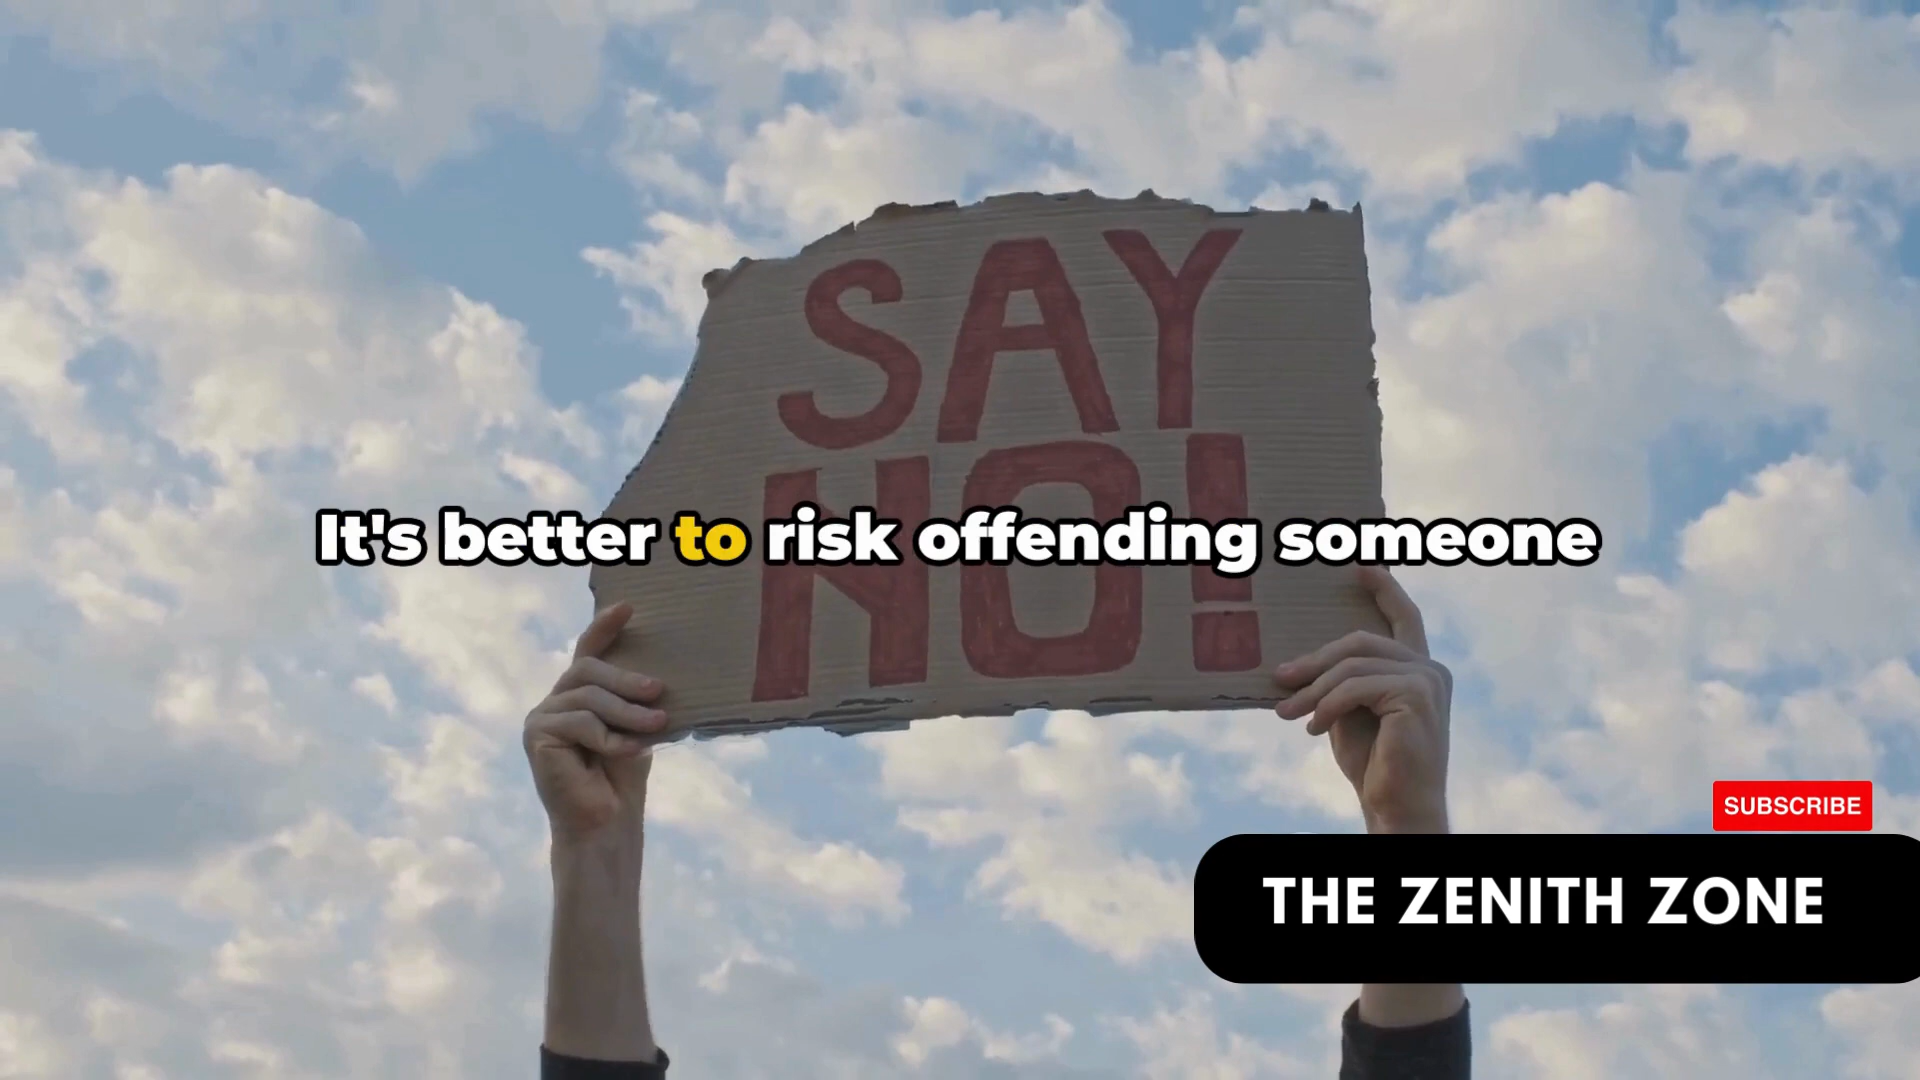 SAY
NO!
It's better to risk offending someone
SUBSCRIBE
THE ZENITH ZONE